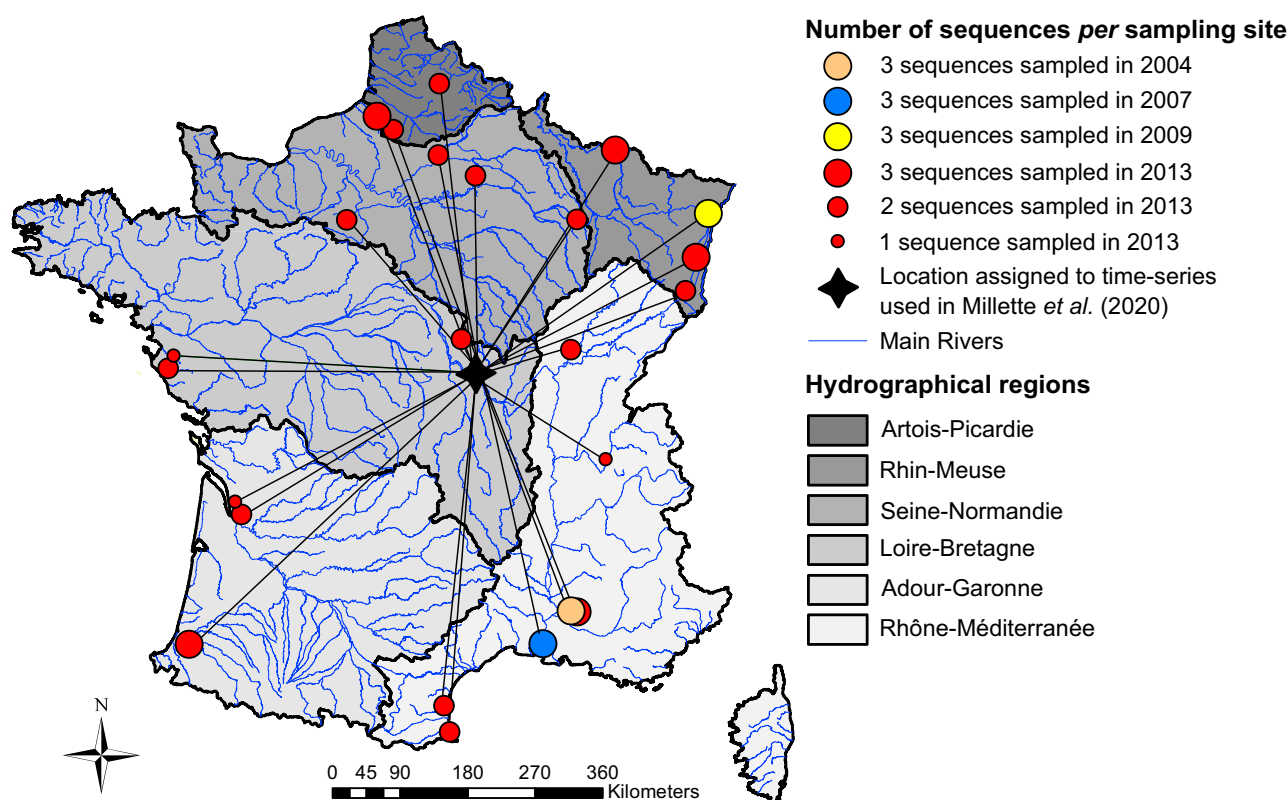 Number of sequences per sampling site
3 sequences sampled in 2004
3 sequences sampled in 2007
3 sequences sampled in 2009
3 sequences sampled in 2013
2 sequences sampled in 2013
1 sequence sampled in 2013
Location assigned to time-series
used in Millette et al. (2020)
Main Rivers
Hydrographical regions
Artois-Picardie
Rhin-Meuse
Seine-Normandie
Loire-Bretagne
Adour-Garonne
Rhône-Méditerranée
N
0 45 90 180 270 360
Kilometers